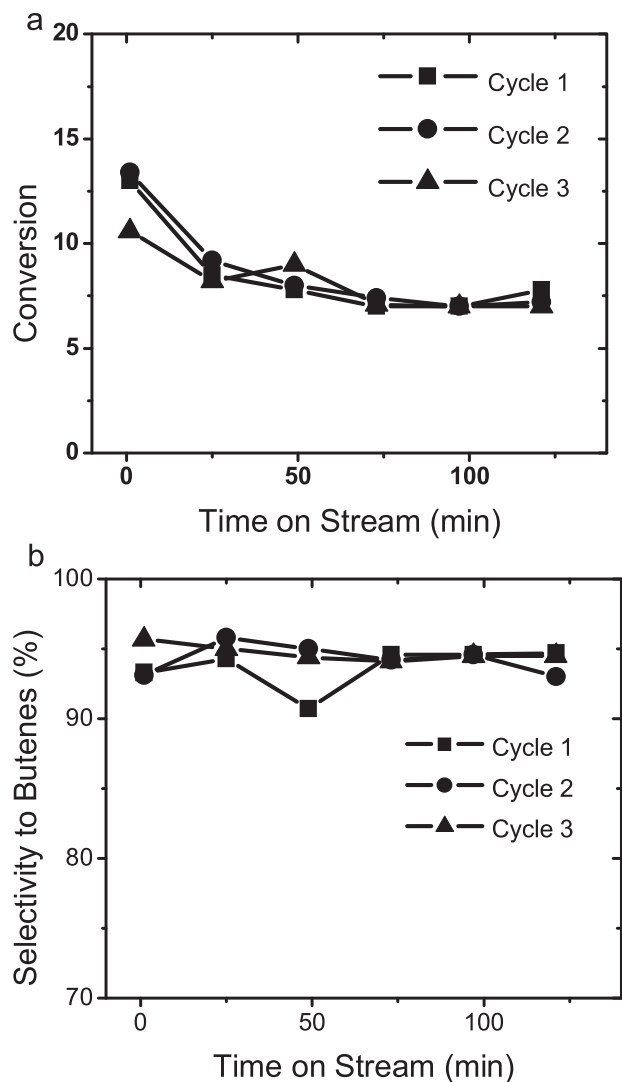 a
20
15
10
5
0
Conversion
Cycle 1
Cycle 2
Cycle 3
0 50 100
Time on Stream (min)
b
100
90
80
70
Selectivity to Butenes (%)
Cycle 1
Cycle 2
Cycle 3
0 50 100
Time on Stream (min)